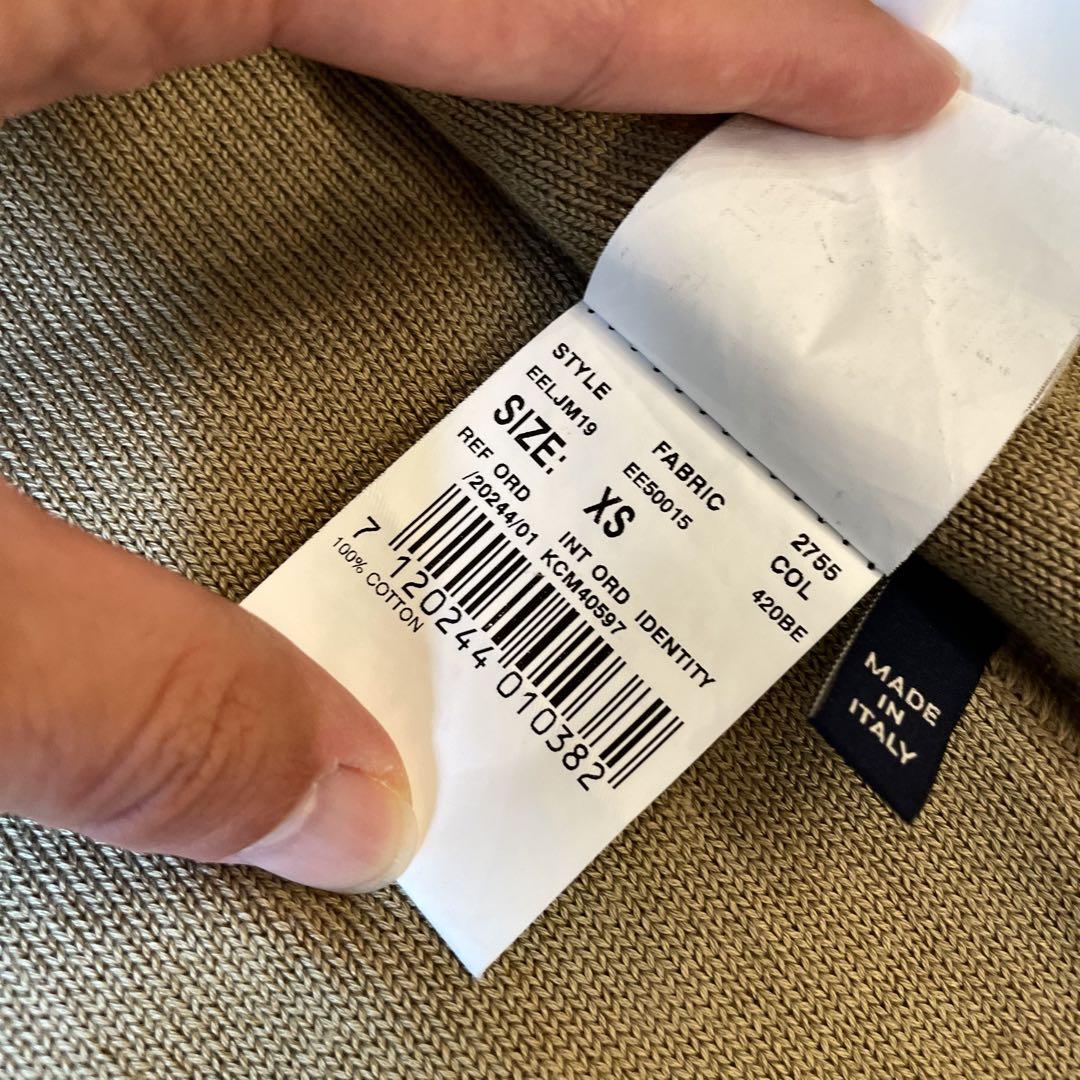 STYLE FABRIC 2755
EELJM19 EE50015 COL
SIZE: XS 420BE
REF ORD INT ORD IDENTITY
/20244/01 KCM40597
7 120244 010382
100% COTTON
MADE
IN
ITALY